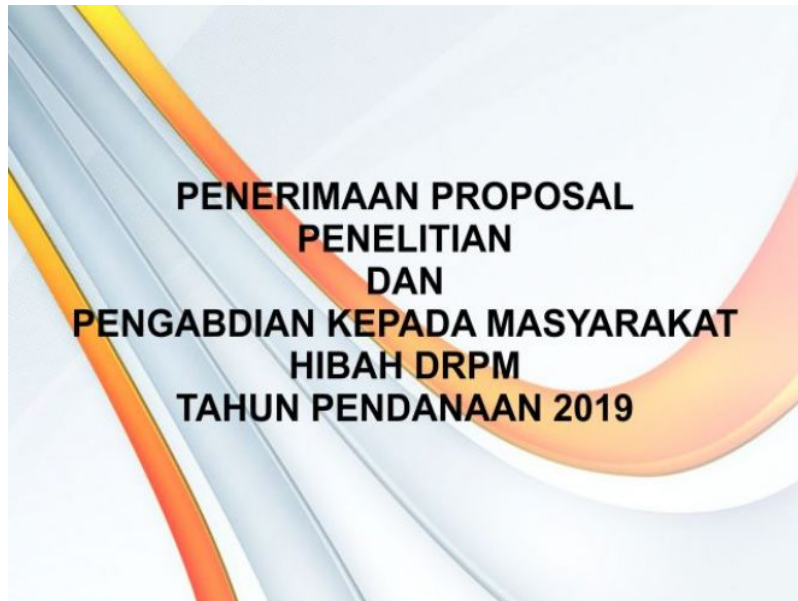 PENERIMAAN PROPOSAL
PENELITIAN
DAN
PENGABDIAN KEPADA MASYARAKAT
HIBAH DRPM
TAHUN PENDANAAN 2019